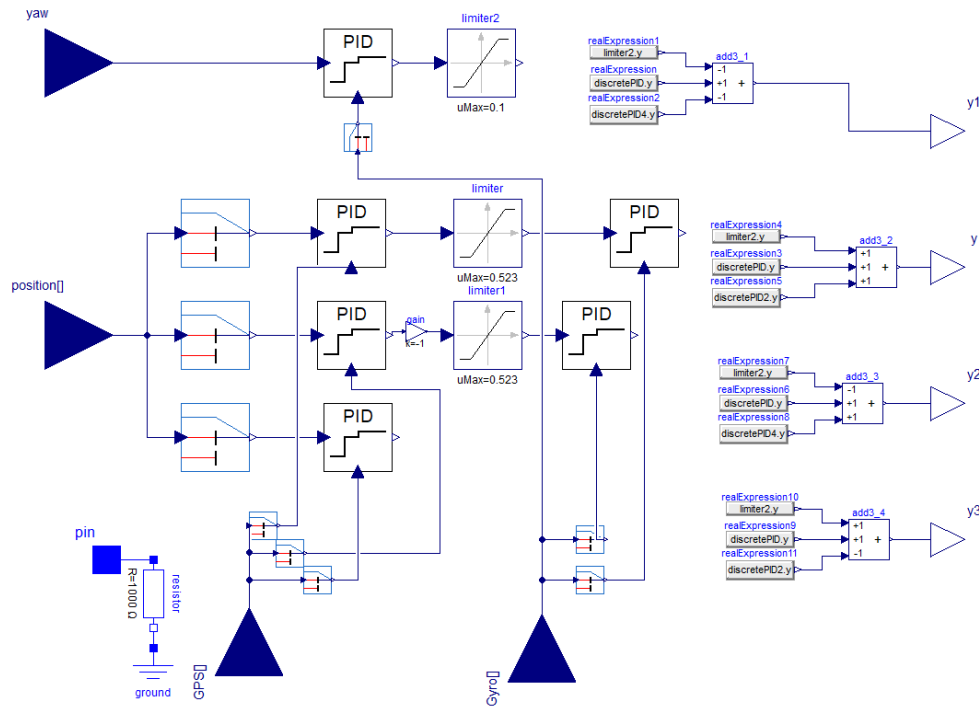 yaw
PID
limiter2
uMax=0.1
realExpression1
limiter2.y
realExpression
discretePID.y
realExpression2
discretePID4.y
add3_1
-1
+1
-1
+
y1
PID
limiter
uMax=0.523
PID
realExpression4
limiter2.y
realExpression3
discretePID.y
realExpression5
discretePID2.y
add3_2
+1
+1
+1
+
y
position[]
PID
gain
k=-1
limiter1
uMax=0.523
PID
realExpression7
limiter2.y
realExpression6
discretePID.y
realExpression8
discretePID4.y
add3_3
-1
+1
+1
+
y2
PID
realExpression10
limiter2.y
realExpression9
discretePID.y
realExpression11
discretePID2.y
add3_4
+1
+1
-1
+
y3
pin
resistor
R=1000 Ω
ground
GPS[]
Gyro[]